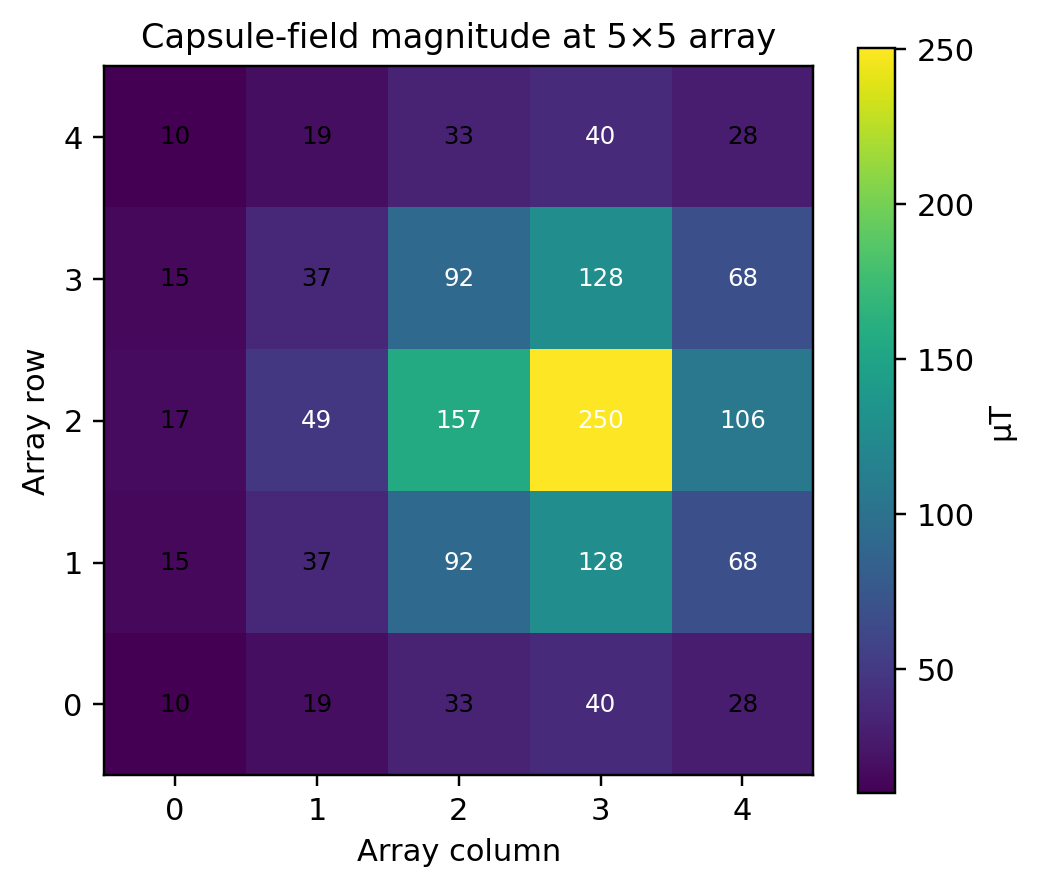 Capsule-field magnitude at 5×5 array
4 10 19 33 40 28
3 15 37 92 128 68
2 17 49 157 250 106
1 15 37 92 128 68
0 10 19 33 40 28
0 1 2 3 4
Array column
Array row
250
200
150
100
50
µT